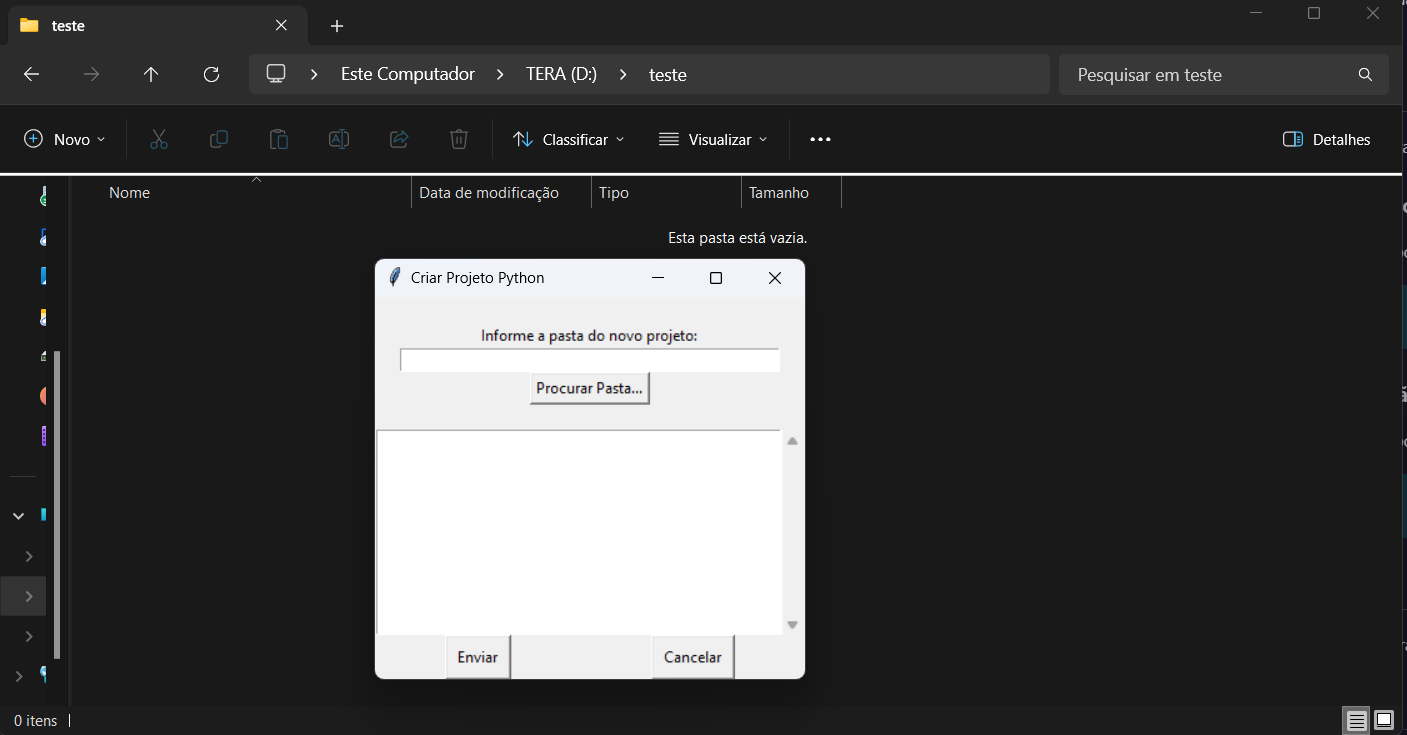 teste
Este Computador > TERA (D:) > teste
Pesquisar em teste
Novo
Classificar
Visualizar
Detalhes
Nome
Data de modificação
Tipo
Tamanho
Esta pasta está vazia.
Criar Projeto Python
Informe a pasta do novo projeto:
Procurar Pasta...
Enviar
Cancelar
0 itens